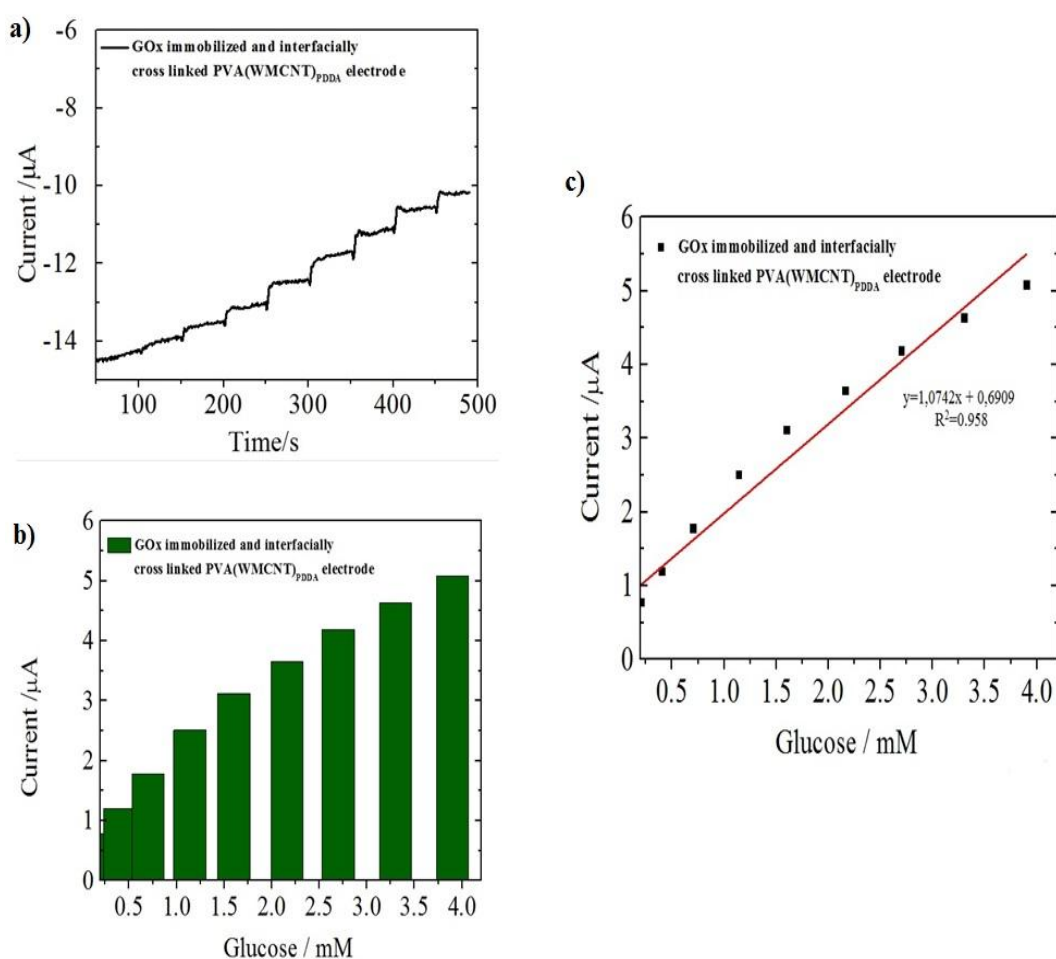 a)
-6
-8
-10
-12
-14
Current /µA
GOx immobilized and interfacially
cross linked PVA(WMCNT)PDDA electrode
100 200 300 400 500
Time/s
b)
6
5
4
3
2
1
0
Current /µA
GOx immobilized and interfacially
cross linked PVA(WMCNT)PDDA electrode
0.5 1.0 1.5 2.0 2.5 3.0 3.5 4.0
Glucose / mM
c)
6
5
4
3
2
1
0
Current /µA
GOx immobilized and interfacially
cross linked PVA(WMCNT)PDDA electrode
y=1,0742x + 0,6909
R²=0.958
0.5 1.0 1.5 2.0 2.5 3.0 3.5 4.0
Glucose / mM